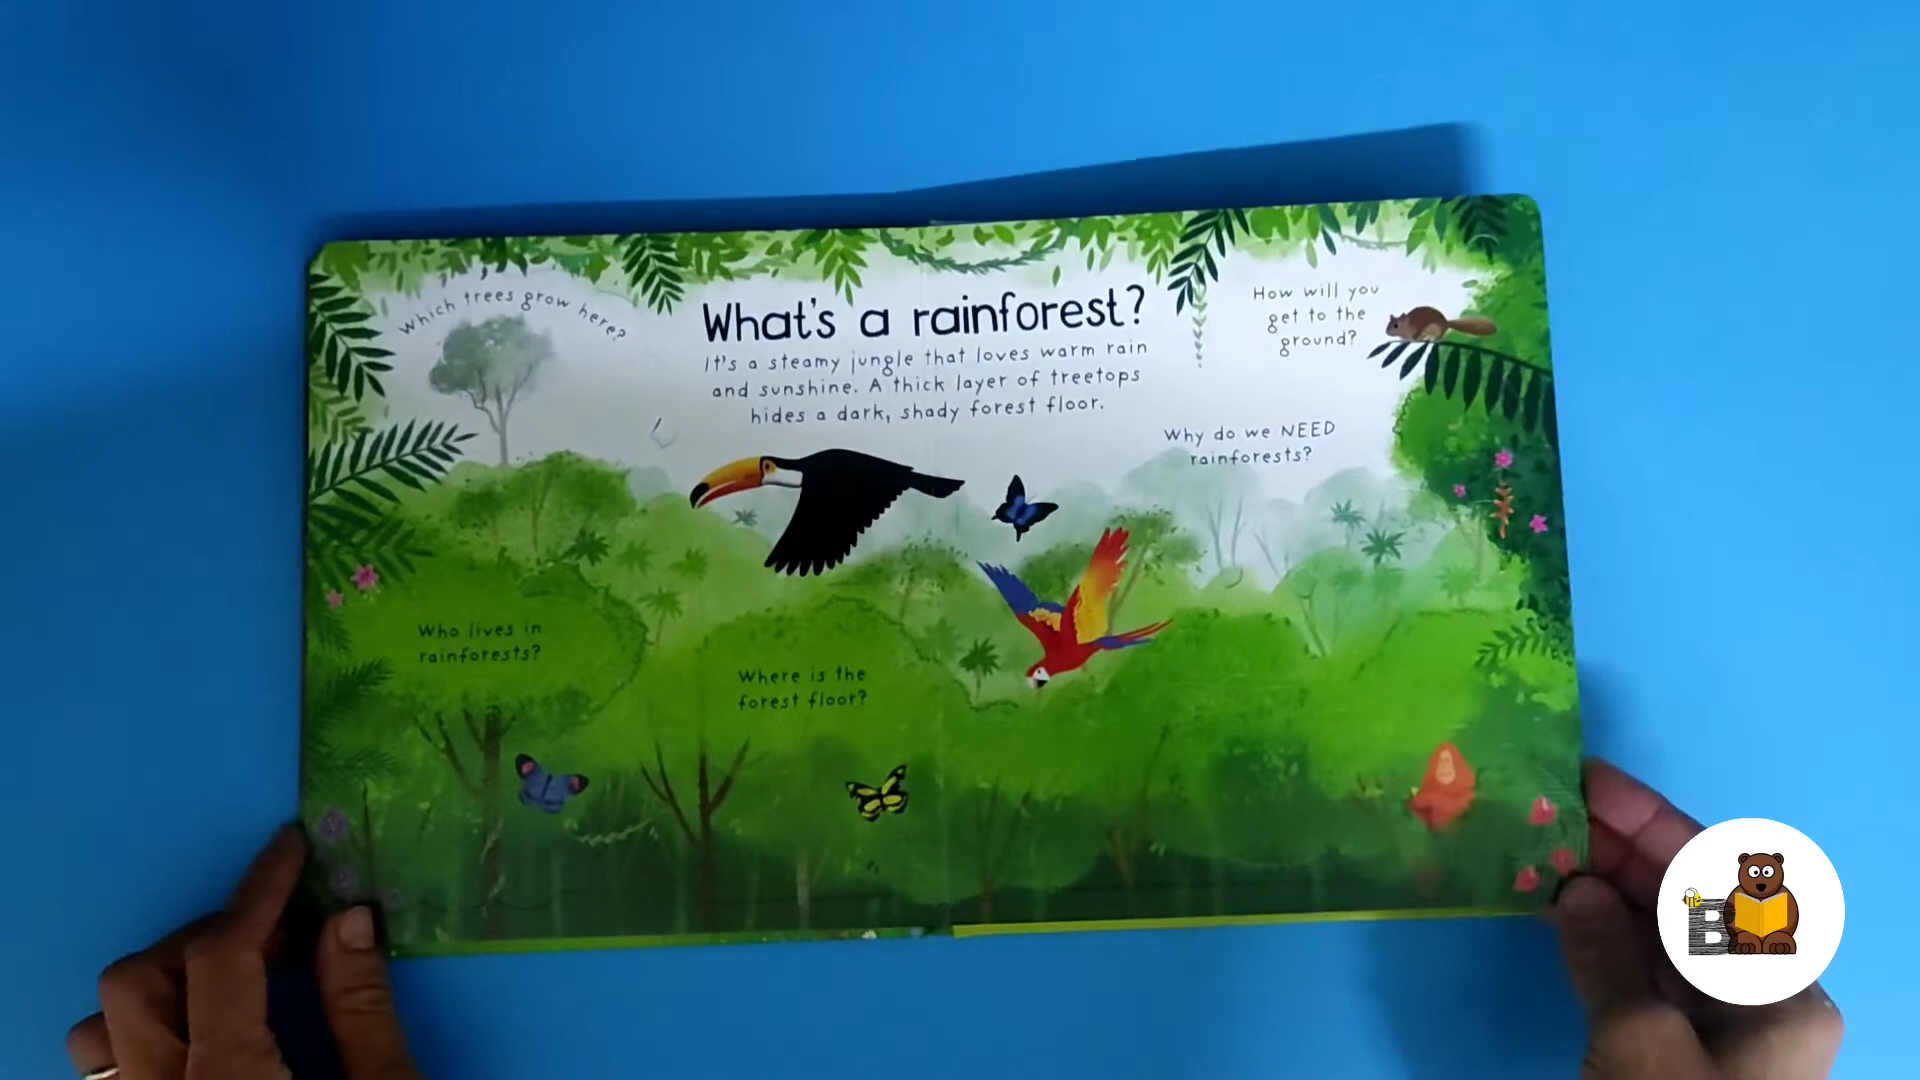 Which trees grow here?
What's a rainforest?
It's a steamy jungle that loves warm rain
and sunshine. A thick layer of treetops
hides a dark, shady forest floor.
How will you
get to the
ground?
Why do we NEED
rainforests?
Who lives in
rainforests?
Where is the
forest floor?
B